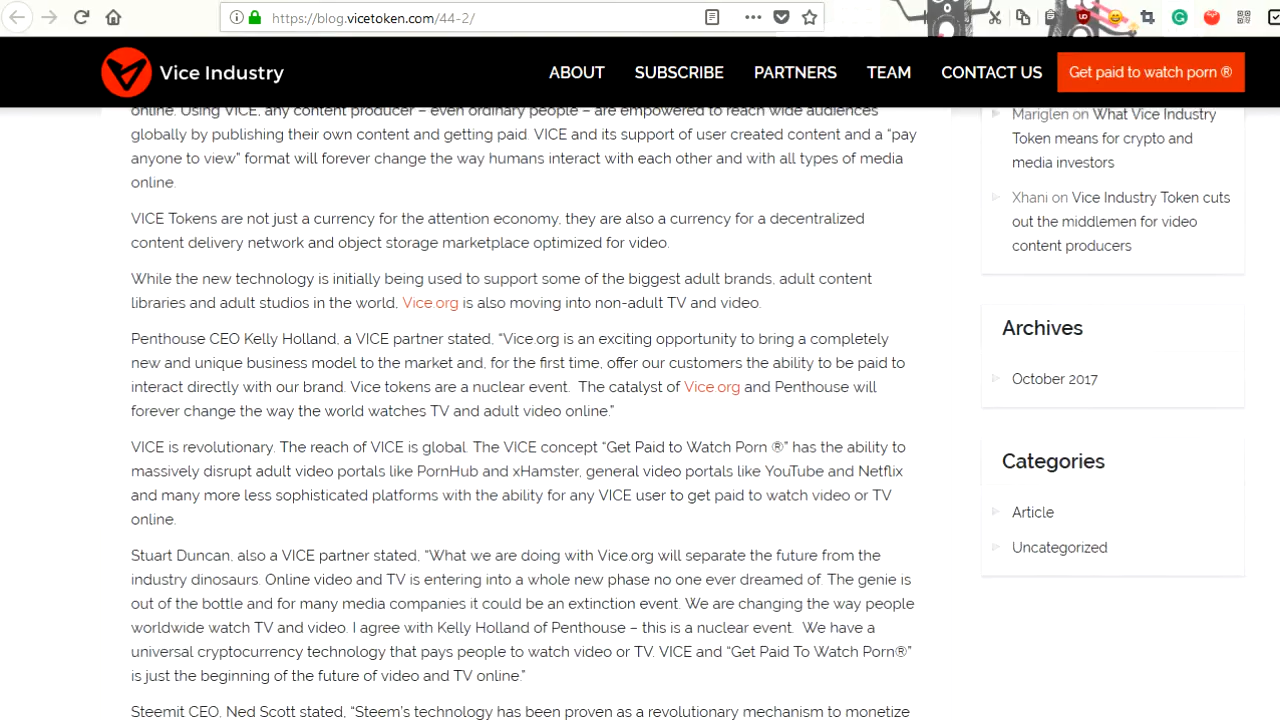 https://blog.vicetoken.com/44-2/
Vice Industry
ABOUT
SUBSCRIBE
PARTNERS
TEAM
CONTACT US
Get paid to watch porn ®
online. Using VICE, any content producer – even ordinary people – are empowered to reach wide audiences
globally by publishing their own content and getting paid. VICE and its support of user created content and a “pay
anyone to view” format will forever change the way humans interact with each other and with all types of media
online.
VICE Tokens are not just a currency for the attention economy, they are also a currency for a decentralized
content delivery network and object storage marketplace optimized for video.
While the new technology is initially being used to support some of the biggest adult brands, adult content
libraries and adult studios in the world, Vice.org is also moving into non-adult TV and video.
Penthouse CEO Kelly Holland, a VICE partner stated, “Vice.org is an exciting opportunity to bring a completely
new and unique business model to the market and, for the first time, offer our customers the ability to be paid to
interact directly with our brand. Vice tokens are a nuclear event.  The catalyst of Vice.org and Penthouse will
forever change the way the world watches TV and adult video online.”
VICE is revolutionary. The reach of VICE is global. The VICE concept “Get Paid to Watch Porn ®” has the ability to
massively disrupt adult video portals like PornHub and xHamster, general video portals like YouTube and Netflix
and many more less sophisticated platforms with the ability for any VICE user to get paid to watch video or TV
online.
Stuart Duncan, also a VICE partner stated, “What we are doing with Vice.org will separate the future from the
industry dinosaurs. Online video and TV is entering into a whole new phase no one ever dreamed of. The genie is
out of the bottle and for many media companies it could be an extinction event. We are changing the way people
worldwide watch TV and video. I agree with Kelly Holland of Penthouse – this is a nuclear event.  We have a
universal cryptocurrency technology that pays people to watch video or TV. VICE and “Get Paid To Watch Porn®”
is just the beginning of the future of video and TV online.”
Steemit CEO, Ned Scott stated, “Steem’s technology has been proven as a revolutionary mechanism to monetize
Mariglen on What Vice Industry
Token means for crypto and
media investors
Xhani on Vice Industry Token cuts
out the middlemen for video
content producers
Archives
October 2017
Categories
Article
Uncategorized